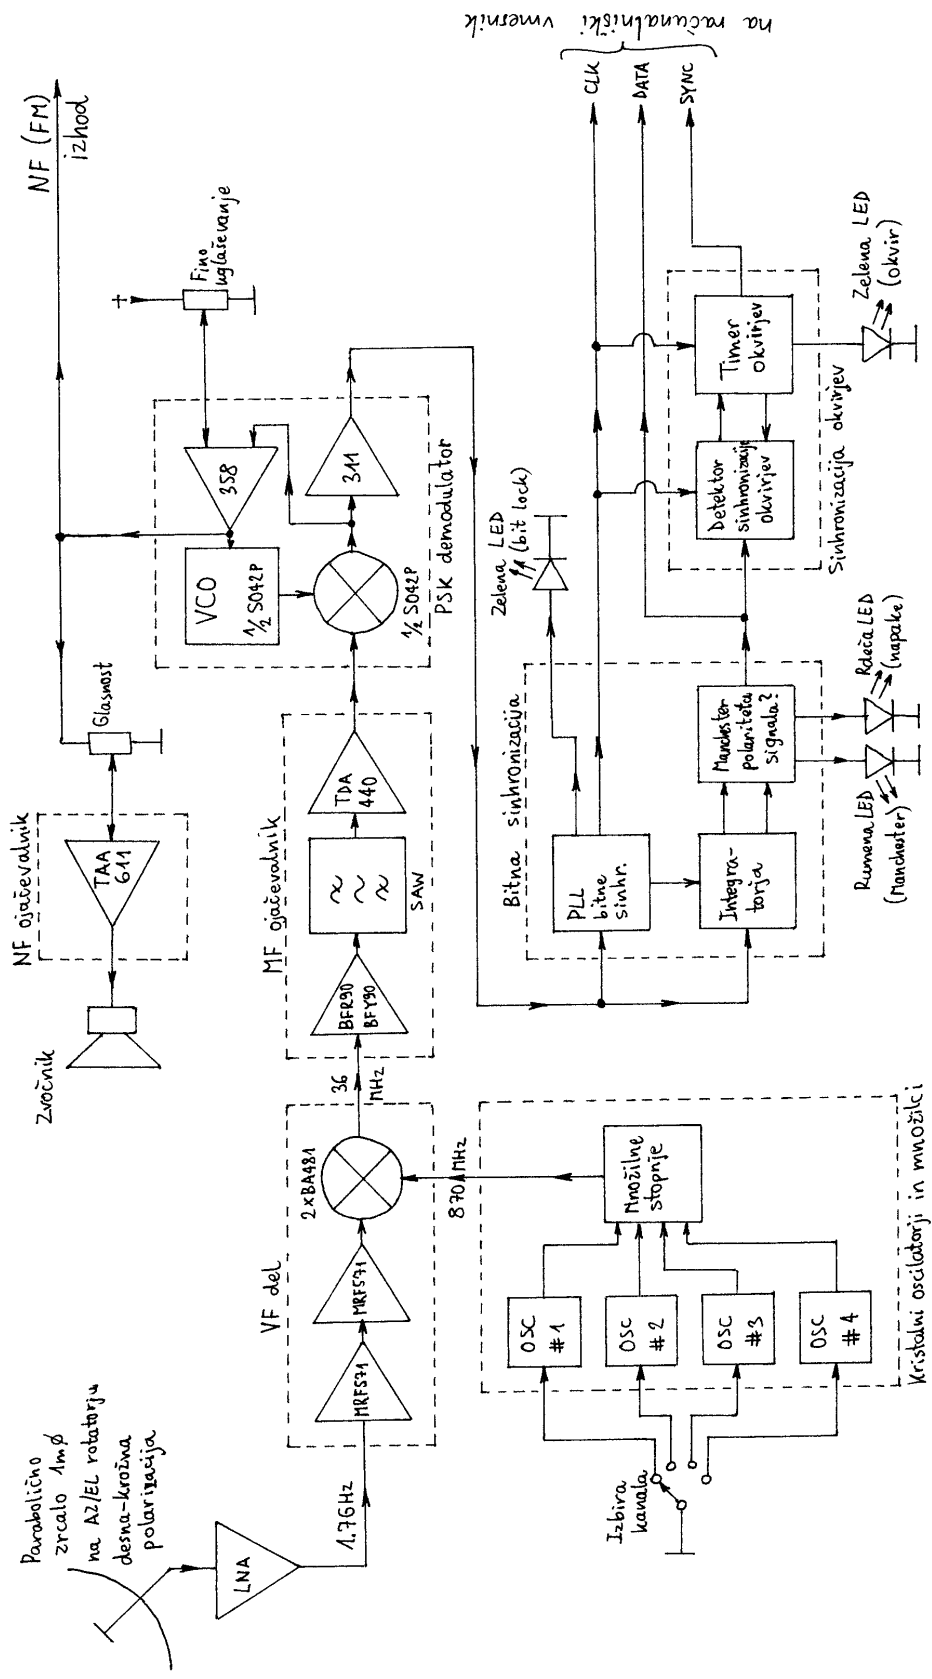 Parabolično
zrcalo 1mø
na AZ/EL rotatorju
desna-krožna
polarizacija
LNA
1.7GHz
VF del
MRF571
MRF571
2xBA481
36
MHz
MF ojačevalnik
BFR90
BFY90
SAW
TDA
440
PSK demodulator
VCO
1/2 S042P
1/2 S042P
358
311
Fino
uglaševanje
+
NF (FM)
izhod
Glasnost
NF ojačevalnik
TAA
611
Zvočnik
Izbira
kanala
OSC
#1
OSC
#2
OSC
#3
OSC
#4
Množilne
stopnje
870 MHz
Kristalni oscilatorji in množilci
Bitna sinhronizacija
PLL
bitne
sinhr.
Integra-
torja
Manchester
polariteta
signala?
Rumena LED
(Manchester)
Rdeča LED
(napake)
Zelena LED
(bit lock)
Detektor
sinhronizacije
okvirjev
Timer
okvirjev
Sinhronizacija okvirjev
Zelena LED
(okvir)
CLK
DATA
SYNC
na računalniški vmesnik